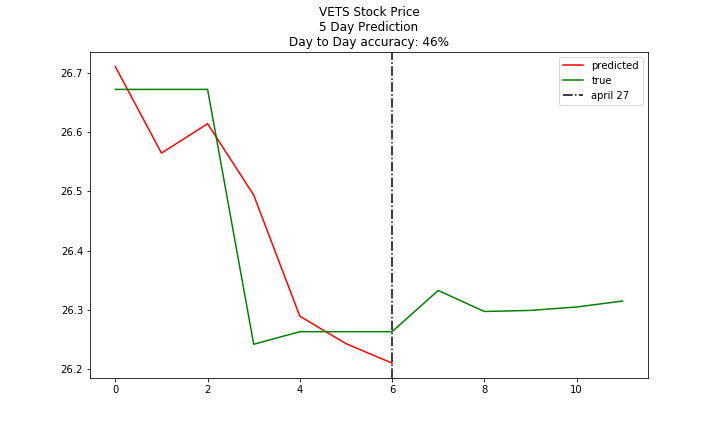 VETS Stock Price
5 Day Prediction
Day to Day accuracy: 46%
predicted
true
april 27
26.7
26.6
26.5
26.4
26.3
26.2
0 2 4 6 8 10